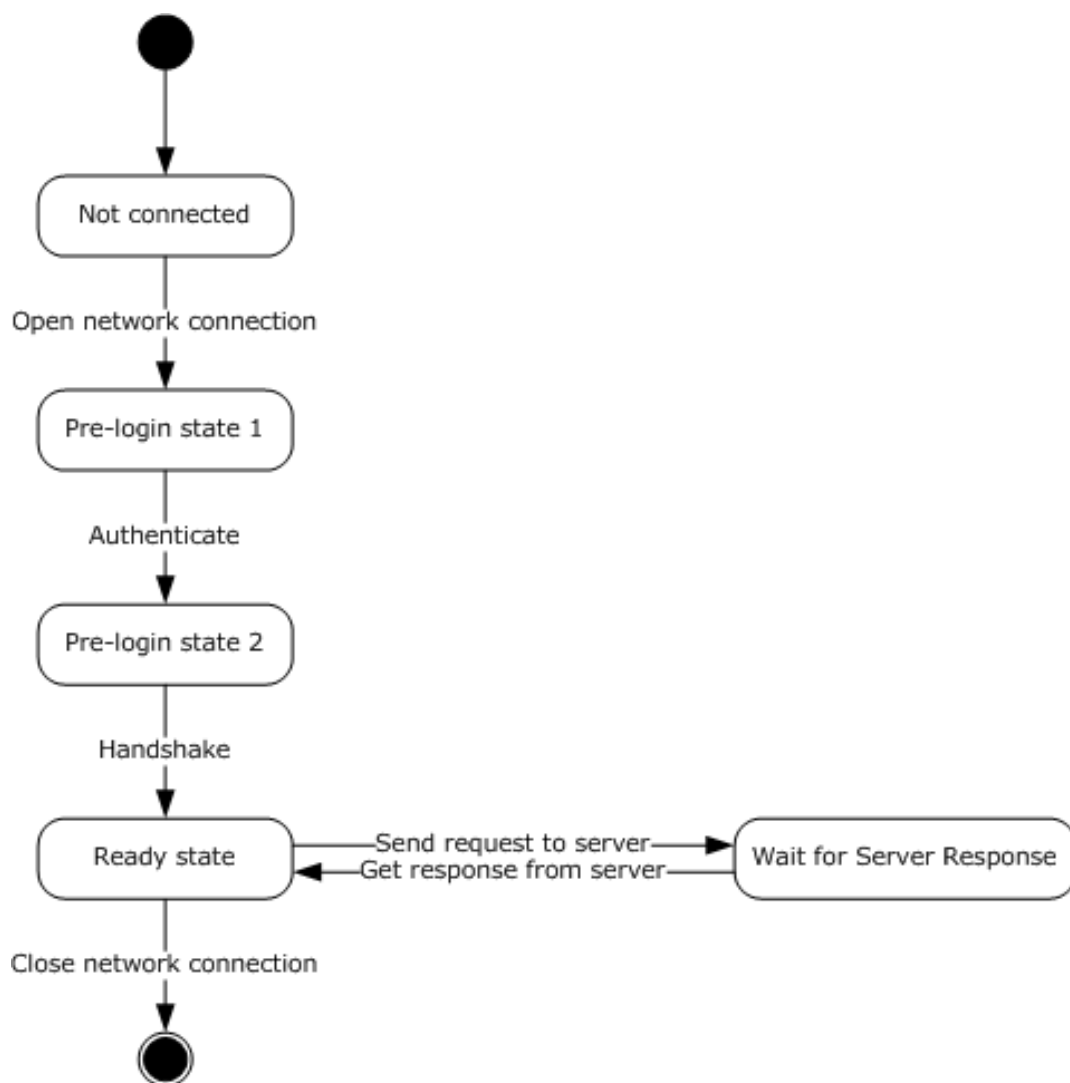 Not connected
Open network connection
Pre-login state 1
Authenticate
Pre-login state 2
Handshake
Ready state
Send request to server
Get response from server
Wait for Server Response
Close network connection